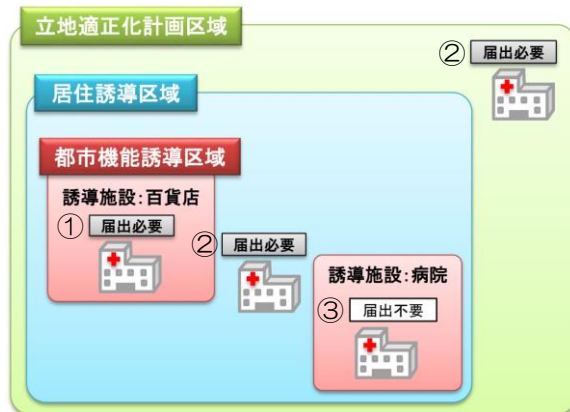 立地適正化計画区域
② 届出必要
居住誘導区域
都市機能誘導区域
誘導施設:百貨店
① 届出必要
② 届出必要
誘導施設:病院
③ 届出不要